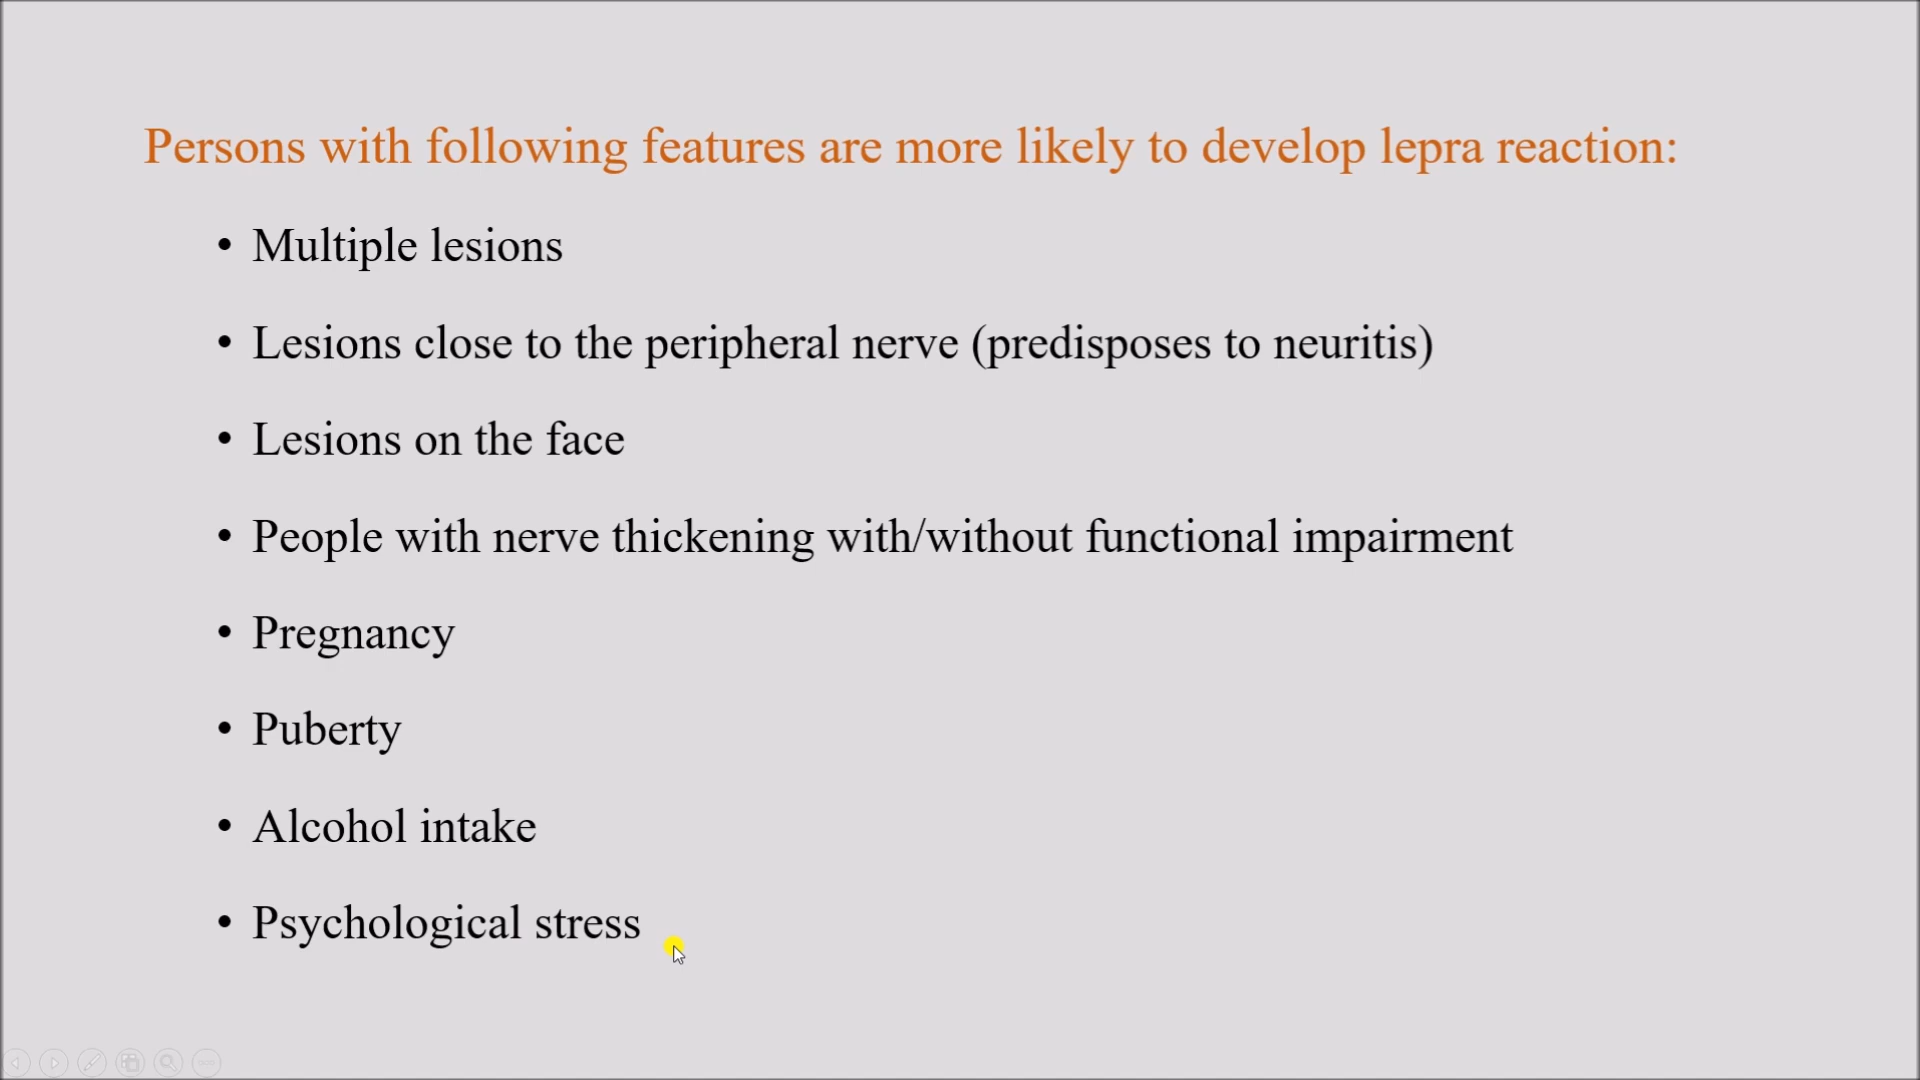 Persons with following features are more likely to develop lepra reaction:
• Multiple lesions
• Lesions close to the peripheral nerve (predisposes to neuritis)
• Lesions on the face
• People with nerve thickening with/without functional impairment
• Pregnancy
• Puberty
• Alcohol intake
• Psychological stress